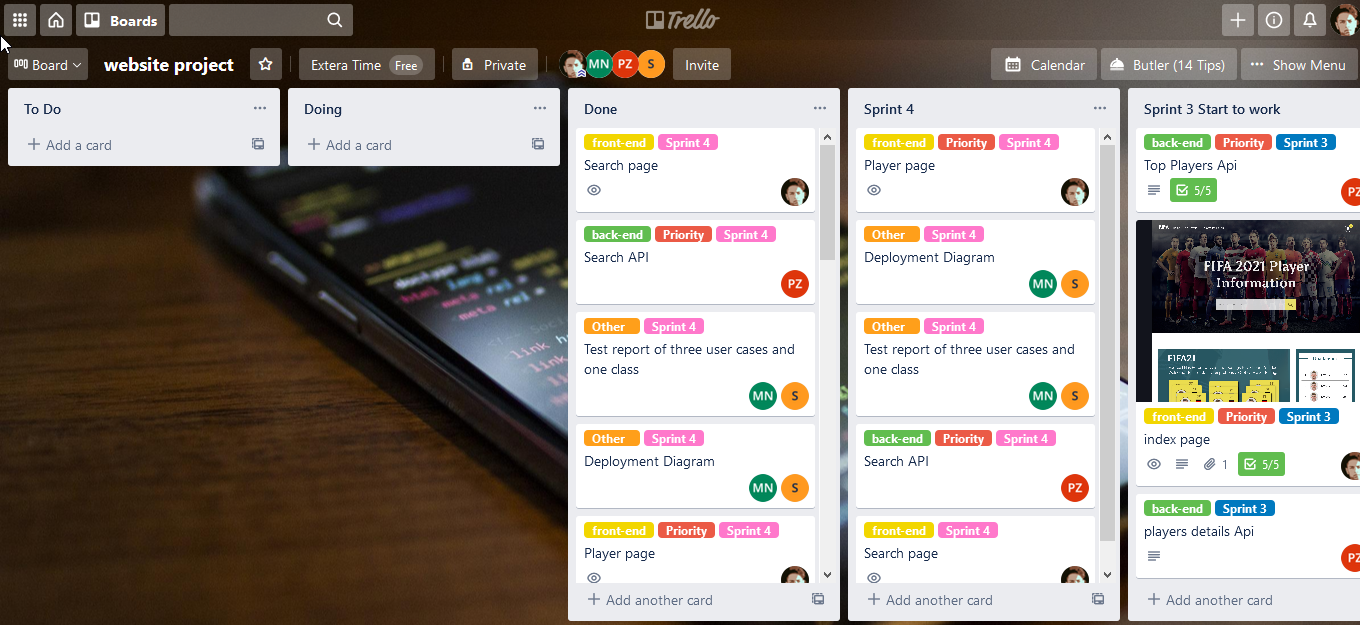 Boards
Trello
Board
website project
Extera Time Free
Private
MN
PZ
S
Invite
Calendar
Butler (14 Tips)
Show Menu
To Do
Add a card
Doing
Add a card
Done
front-end Sprint 4
Search page
back-end Priority Sprint 4
Search API
PZ
Other Sprint 4
Test report of three user cases and
one class
MN S
Other Sprint 4
Deployment Diagram
MN S
front-end Priority Sprint 4
Player page
Add another card
Sprint 4
front-end Priority Sprint 4
Player page
Other Sprint 4
Deployment Diagram
MN S
Other Sprint 4
Test report of three user cases and
one class
MN S
back-end Priority Sprint 4
Search API
PZ
front-end Sprint 4
Search page
Add another card
Sprint 3 Start to work
back-end Priority Sprint 3
Top Players Api
5/5
PZ
FIFA 2021 Player
Information
FIFA21
front-end Priority Sprint 3
index page
1 5/5
back-end Sprint 3
players details Api
PZ
Add another card